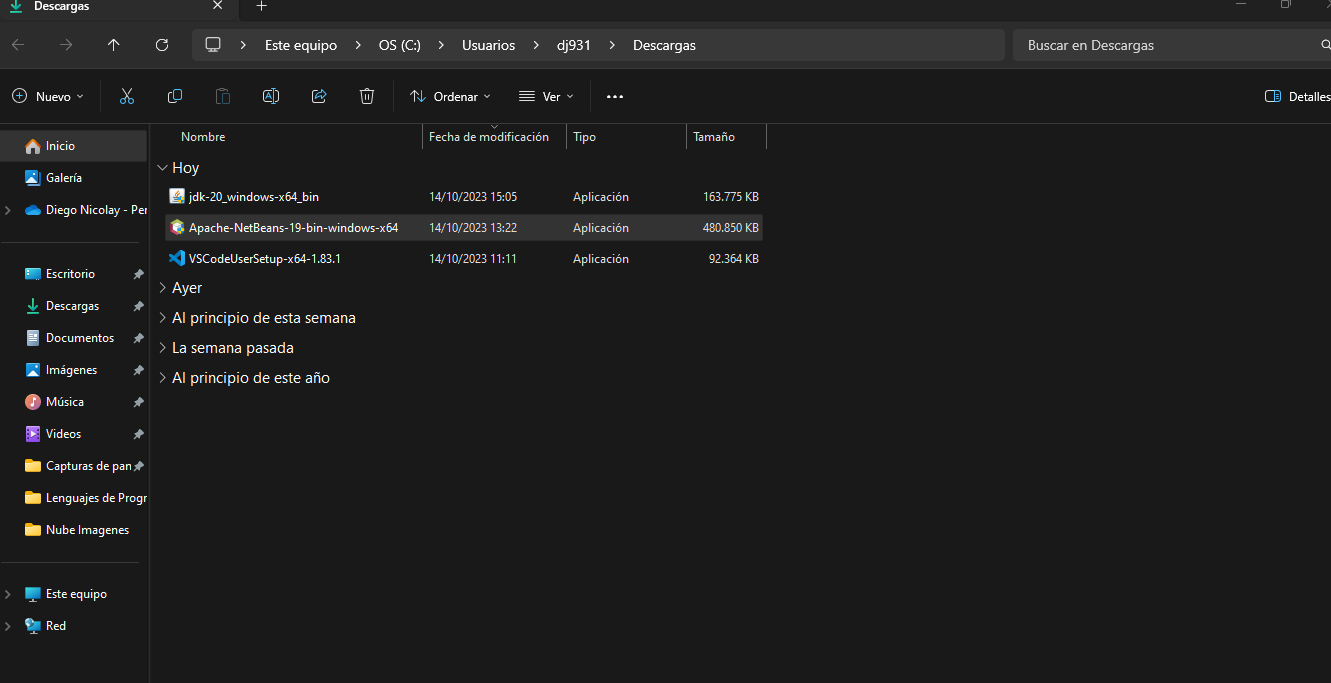 Descargas
Este equipo > OS (C:) > Usuarios > dj931 > Descargas
Buscar en Descargas
Nuevo
Ordenar
Ver
Detalles
Nombre
Fecha de modificación
Tipo
Tamaño
Hoy
jdk-20_windows-x64_bin 14/10/2023 15:05 Aplicación 163.775 KB
Apache-NetBeans-19-bin-windows-x64 14/10/2023 13:22 Aplicación 480.850 KB
VSCodeUserSetup-x64-1.83.1 14/10/2023 11:11 Aplicación 92.364 KB
Ayer
Al principio de esta semana
La semana pasada
Al principio de este año
Inicio
Galería
Diego Nicolay - Per
Escritorio
Descargas
Documentos
Imágenes
Música
Videos
Capturas de pan
Lenguajes de Progr
Nube Imagenes
Este equipo
Red